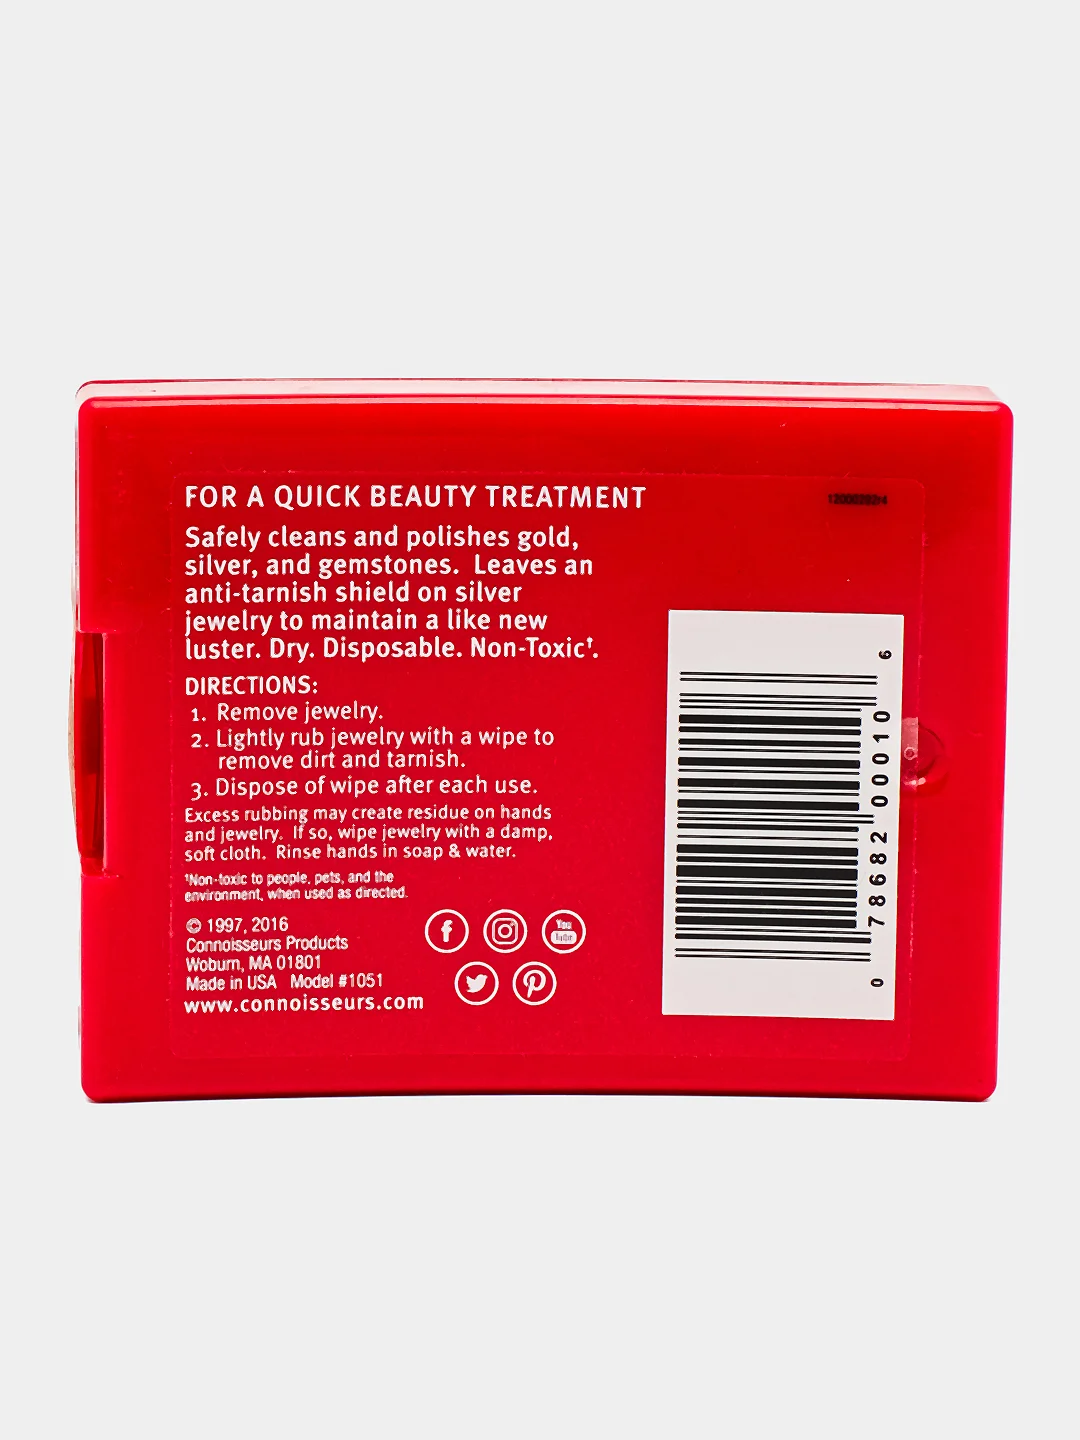 FOR A QUICK BEAUTY TREATMENT
Safely cleans and polishes gold,
silver, and gemstones. Leaves an
anti-tarnish shield on silver
jewelry to maintain a like new
luster. Dry. Disposable. Non-Toxic†.
DIRECTIONS:
1. Remove jewelry.
2. Lightly rub jewelry with a wipe to
remove dirt and tarnish.
3. Dispose of wipe after each use.
Excess rubbing may create residue on hands
and jewelry. If so, wipe jewelry with a damp,
soft cloth. Rinse hands in soap & water.
†Non-toxic to people, pets, and the
environment, when used as directed.
© 1997, 2016
Connoisseurs Products
Woburn, MA 01801
Made in USA Model #1051
www.connoisseurs.com
You
Tube
0 78682 00010 6